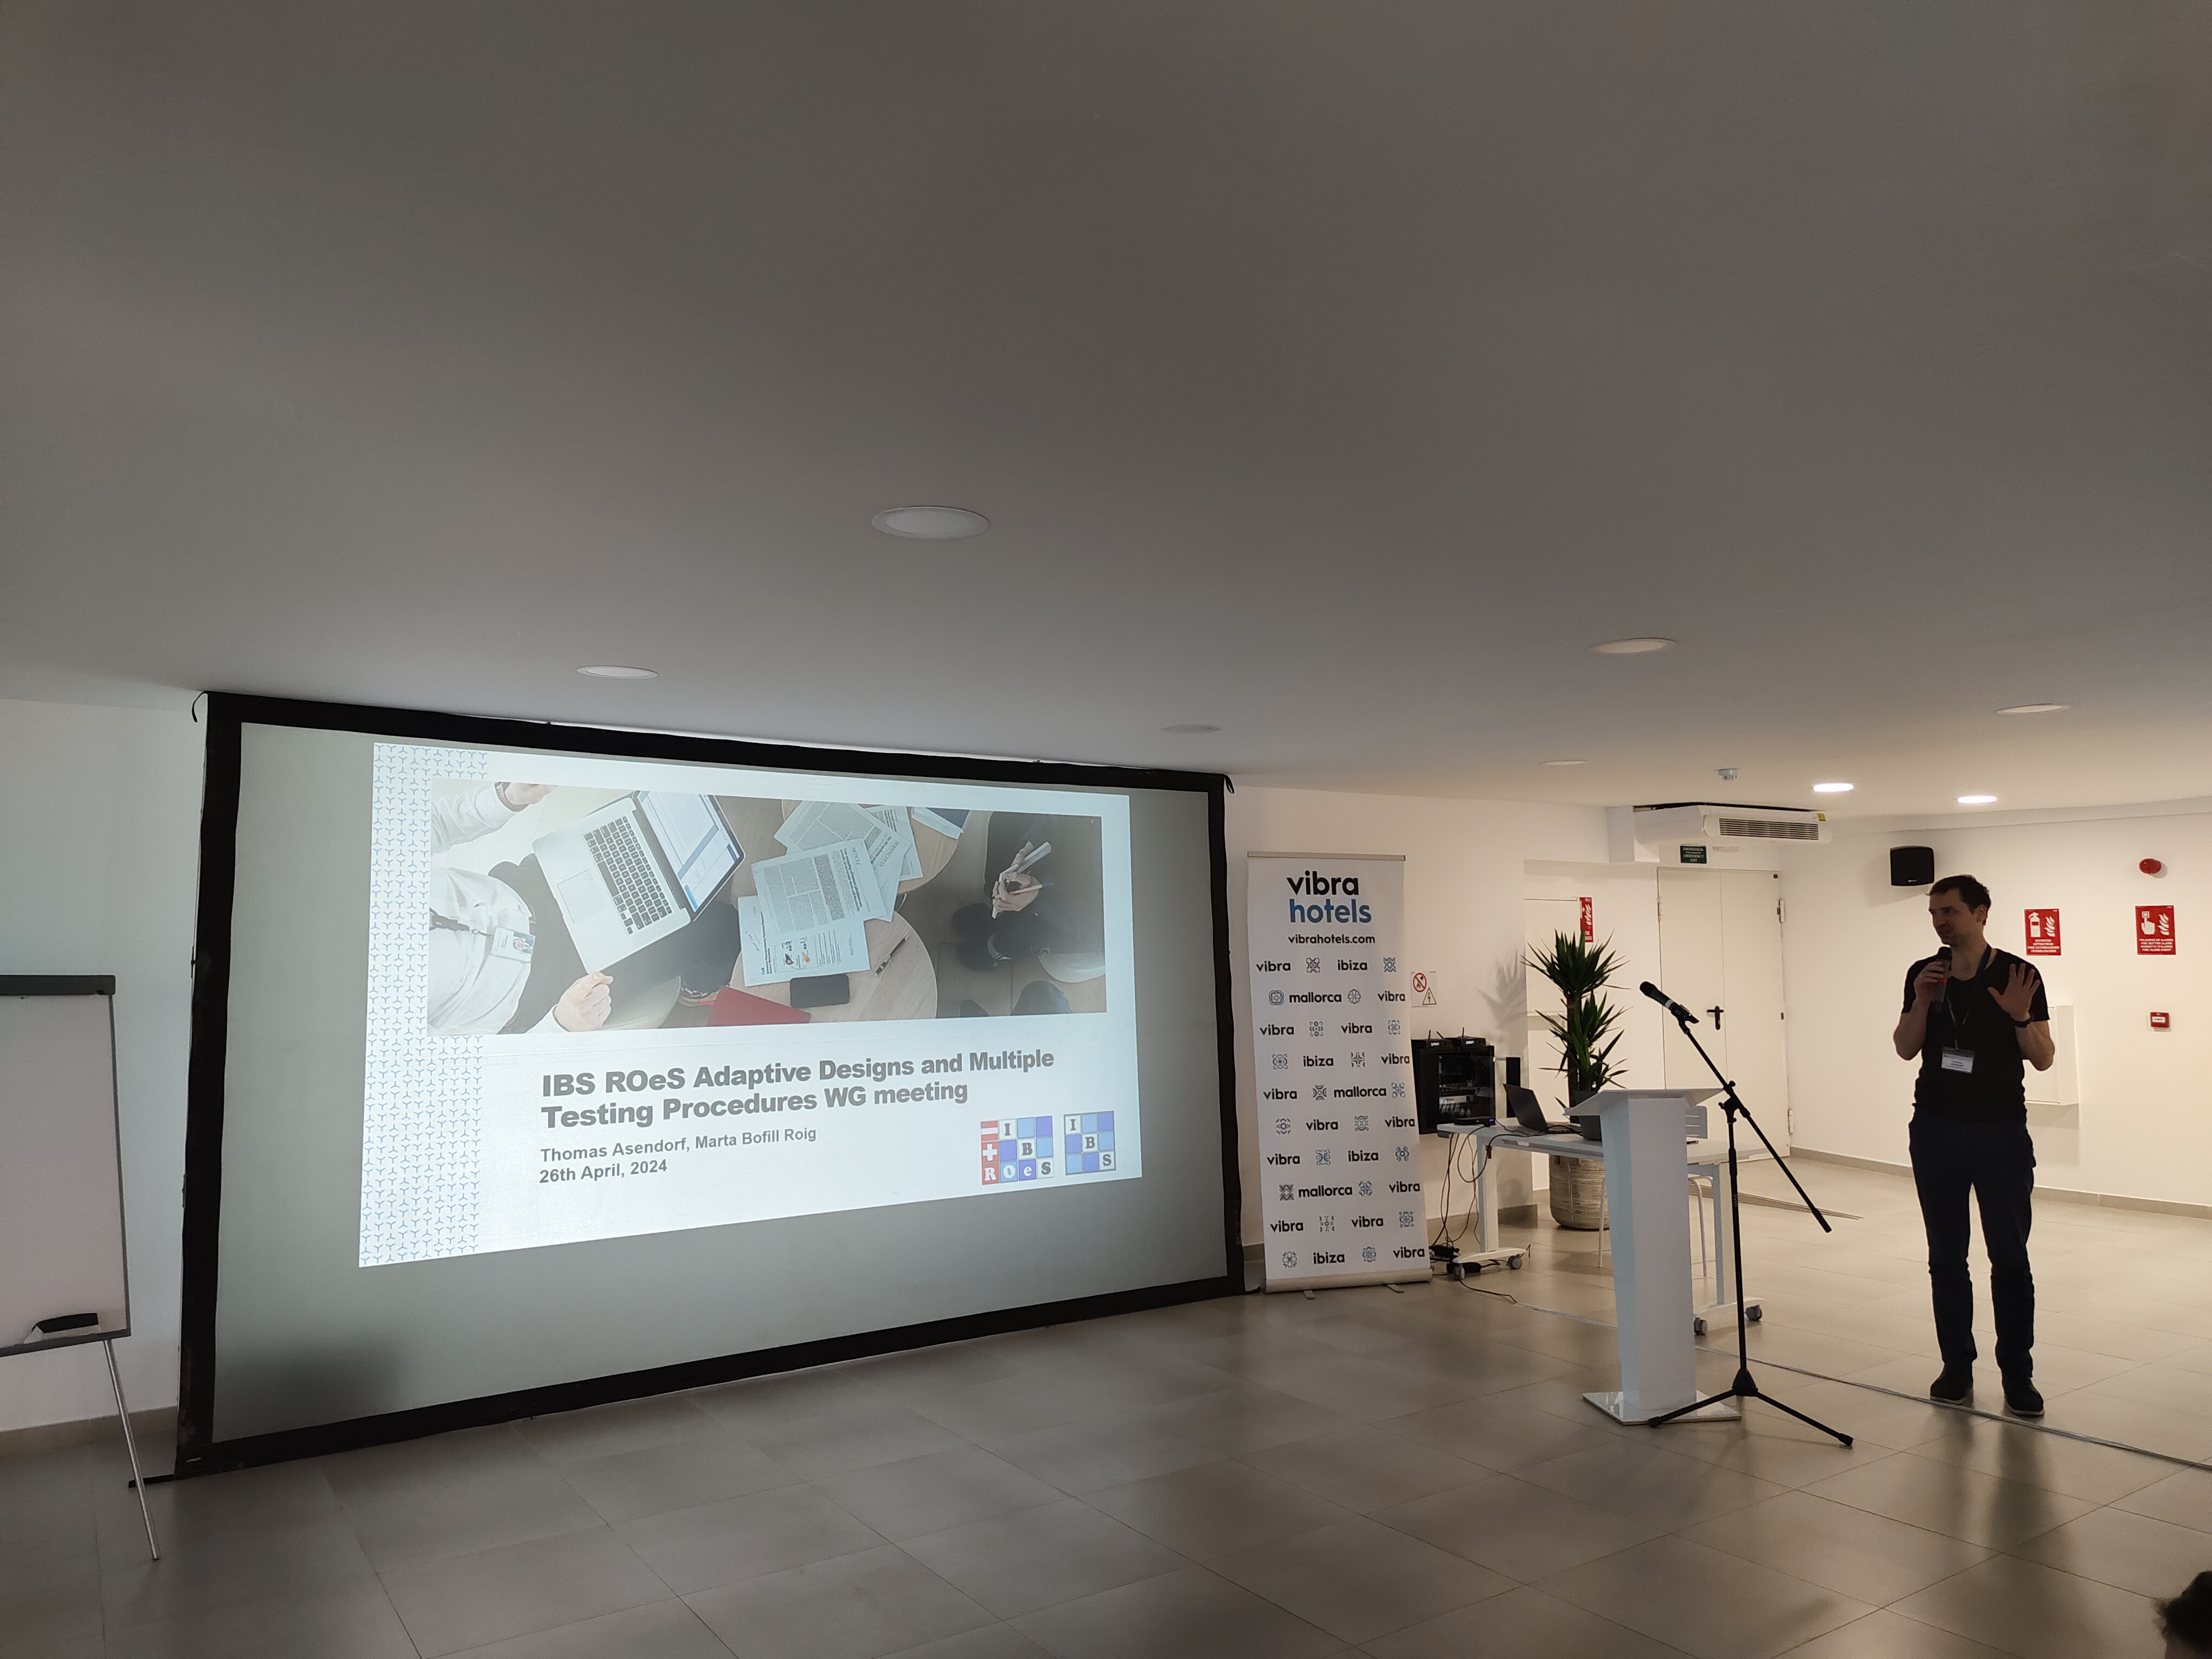 IBS ROeS Adaptive Designs and Multiple
Testing Procedures WG meeting
Thomas Asendorf, Marta Bofill Roig
26th April, 2024
I
B
R O e S
I
B
S
vibra
hotels
vibrahotels.com
vibra ibiza
mallorca vibra
vibra vibra
ibiza vibra
vibra mallorca
vibra vibra
vibra ibiza
mallorca vibra
vibra vibra
ibiza vibra